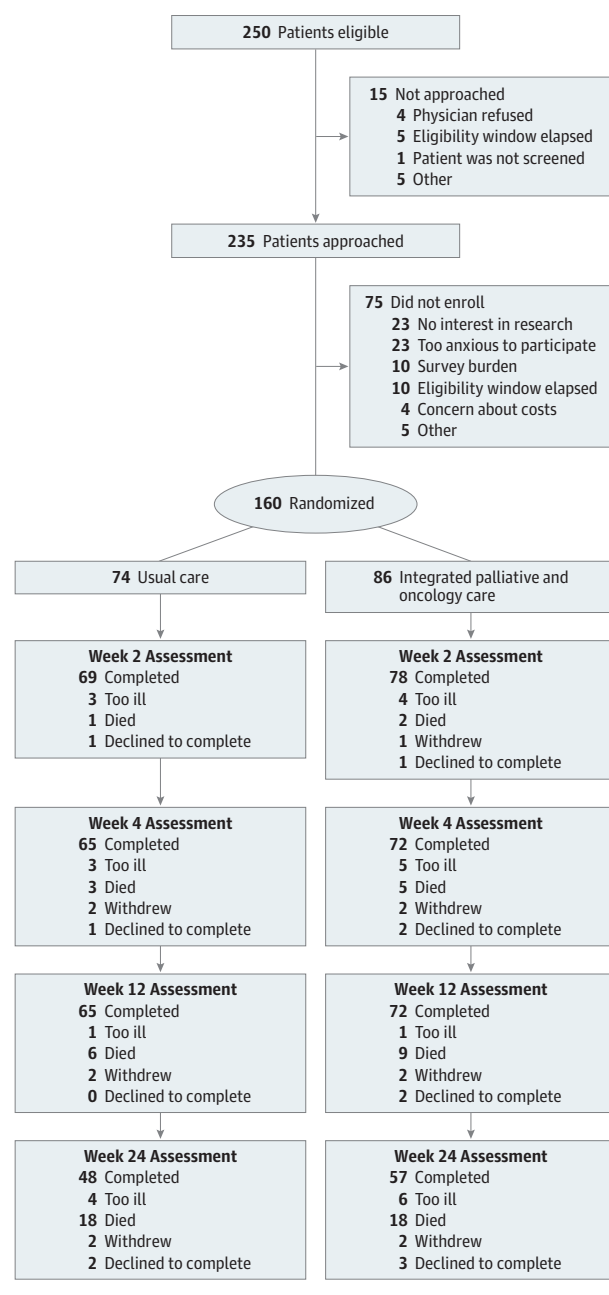 250 Patients eligible
15 Not approached
4 Physician refused
5 Eligibility window elapsed
1 Patient was not screened
5 Other
235 Patients approached
75 Did not enroll
23 No interest in research
23 Too anxious to participate
10 Survey burden
10 Eligibility window elapsed
4 Concern about costs
5 Other
160 Randomized
74 Usual care
86 Integrated palliative and
oncology care
Week 2 Assessment
69 Completed
3 Too ill
1 Died
1 Declined to complete
Week 2 Assessment
78 Completed
4 Too ill
2 Died
1 Withdrew
1 Declined to complete
Week 4 Assessment
65 Completed
3 Too ill
3 Died
2 Withdrew
1 Declined to complete
Week 4 Assessment
72 Completed
5 Too ill
5 Died
2 Withdrew
2 Declined to complete
Week 12 Assessment
65 Completed
1 Too ill
6 Died
2 Withdrew
0 Declined to complete
Week 12 Assessment
72 Completed
1 Too ill
9 Died
2 Withdrew
2 Declined to complete
Week 24 Assessment
48 Completed
4 Too ill
18 Died
2 Withdrew
2 Declined to complete
Week 24 Assessment
57 Completed
6 Too ill
18 Died
2 Withdrew
3 Declined to complete